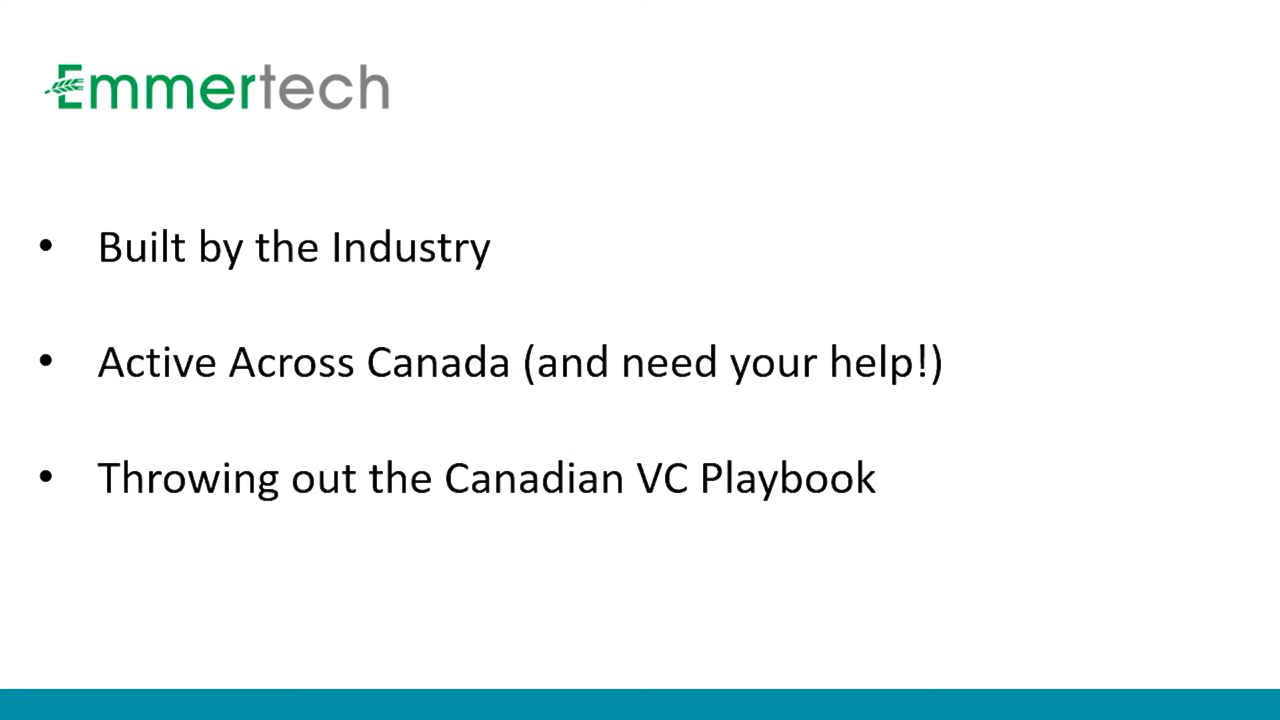 Emmertech
• Built by the Industry
• Active Across Canada (and need your help!)
• Throwing out the Canadian VC Playbook